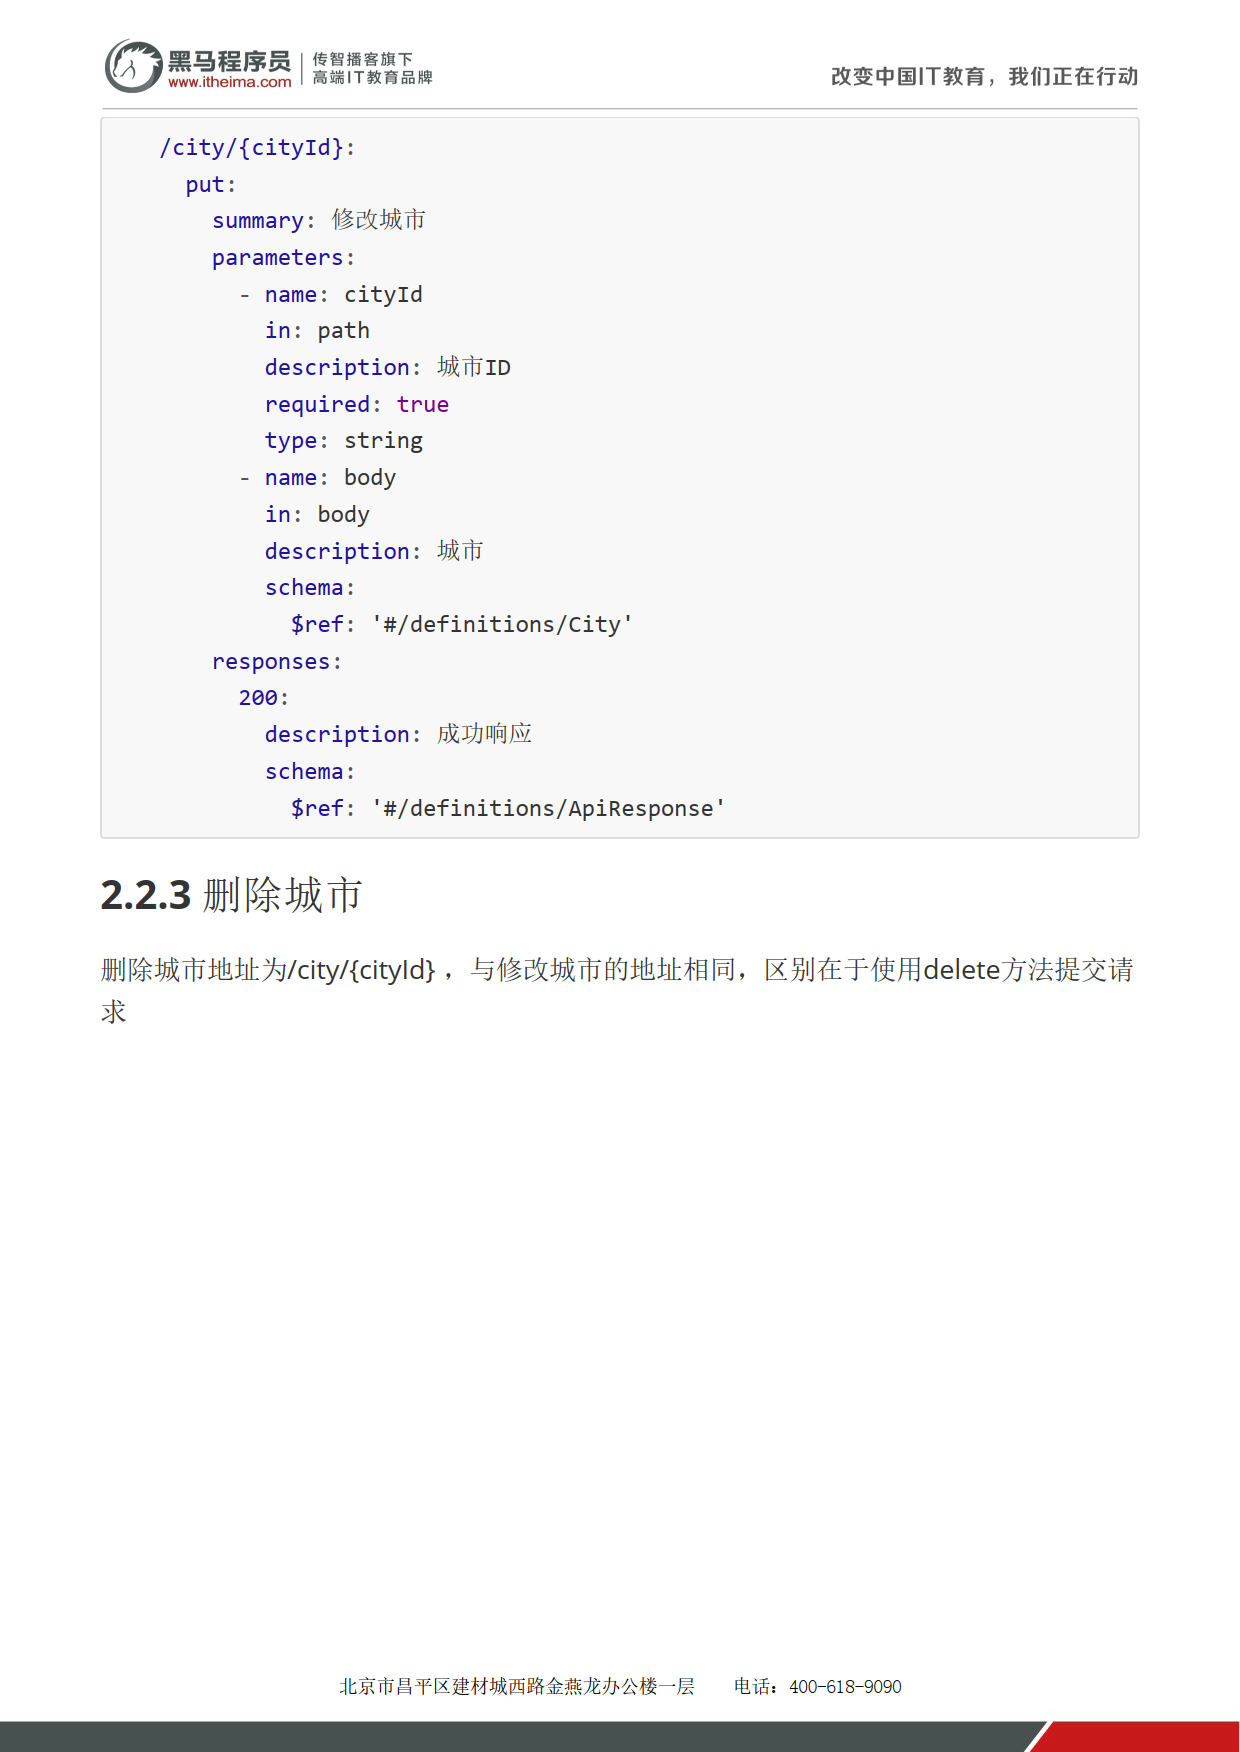 黑马程序员
www.itheima.com
传智播客旗下
高端IT教育品牌
改变中国IT教育，我们正在行动
/city/{cityId}:
put:
summary: 修改城市
parameters:
- name: cityId
in: path
description: 城市ID
required: true
type: string
- name: body
in: body
description: 城市
schema:
$ref: '#/definitions/City'
responses:
200:
description: 成功响应
schema:
$ref: '#/definitions/ApiResponse'
2.2.3 删除城市
删除城市地址为/city/{cityId} ，与修改城市的地址相同，区别在于使用delete方法提交请
求
北京市昌平区建材城西路金燕龙办公楼一层 电话：400-618-9090